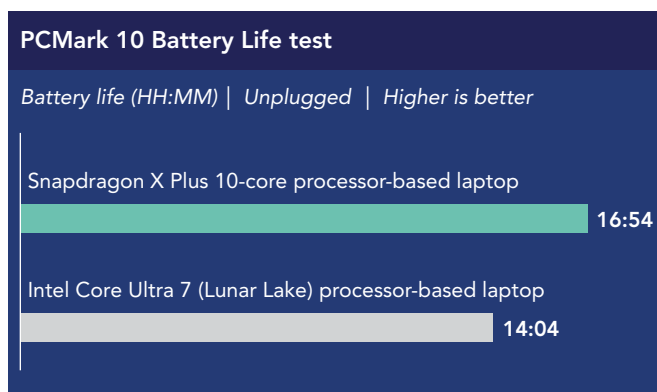 PCMark 10 Battery Life test
Battery life (HH:MM) | Unplugged | Higher is better
Snapdragon X Plus 10-core processor-based laptop
16:54
Intel Core Ultra 7 (Lunar Lake) processor-based laptop
14:04